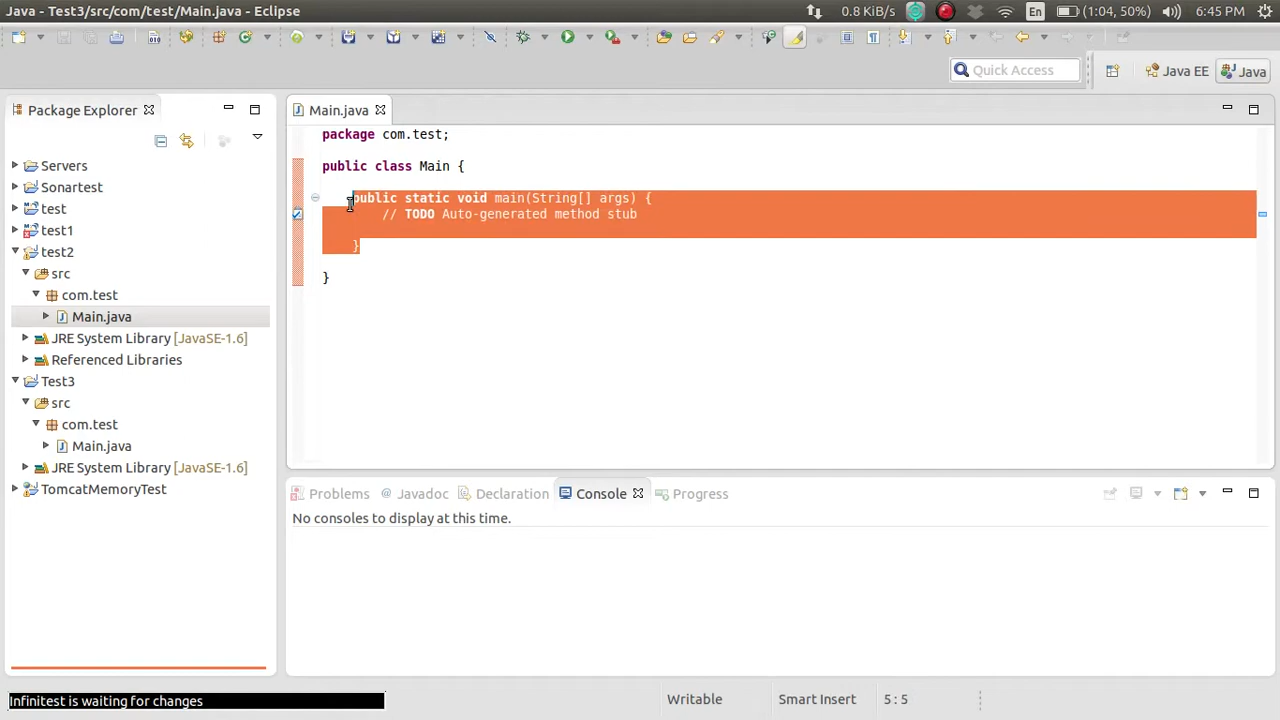 Java - Test3/src/com/test/Main.java - Eclipse
0.8 KiB/s
En
(1:04, 50%)
6:45 PM
Quick Access
Java EE
Java
Package Explorer
Main.java
Servers
Sonartest
test
test1
test2
src
com.test
Main.java
JRE System Library [JavaSE-1.6]
Referenced Libraries
Test3
src
com.test
Main.java
JRE System Library [JavaSE-1.6]
TomcatMemoryTest
package com.test;
public class Main {
public static void main(String[] args) {
// TODO Auto-generated method stub
}
}
Problems
@ Javadoc
Declaration
Console
Progress
No consoles to display at this time.
Infinitest is waiting for changes
Writable
Smart Insert
5 : 5